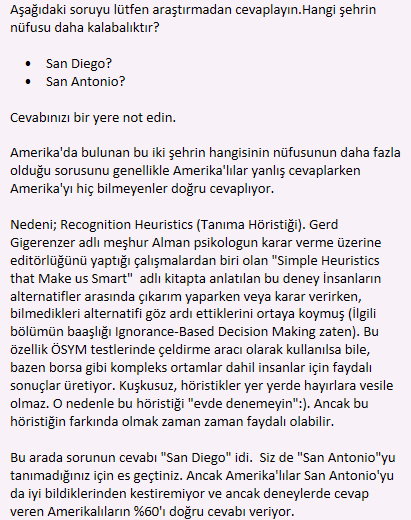 Aşağıdaki soruyu lütfen araştırmadan cevaplayın.Hangi şehrin
nüfusu daha kalabalıktır?
• San Diego?
• San Antonio?
Cevabınızı bir yere not edin.
Amerika'da bulunan bu iki şehrin hangisinin nüfusunun daha fazla
olduğu sorusunu genellikle Amerika'lılar yanlış cevaplarken
Amerika'yı hiç bilmeyenler doğru cevaplıyor.
Nedeni; Recognition Heuristics (Tanıma Höristiği). Gerd
Gigerenzer adlı meşhur Alman psikologun karar verme üzerine
editörlüğünü yaptığı çalışmalardan biri olan "Simple Heuristics
that Make us Smart"  adlı kitapta anlatılan bu deney İnsanların
alternatifler arasında çıkarım yaparken veya karar verirken,
bilmedikleri alternatifi göz ardı ettiklerini ortaya koymuş (İlgili
bölümün baaşlığı Ignorance-Based Decision Making zaten). Bu
özellik ÖSYM testlerinde çeldirme aracı olarak kullanılsa bile,
bazen borsa gibi kompleks ortamlar dahil insanlar için faydalı
sonuçlar üretiyor. Kuşkusuz, höristikler yer yerde hayırlara vesile
olmaz. O nedenle bu höristiği "evde denemeyin":). Ancak bu
höristiğin farkında olmak zaman zaman faydalı olabilir.
Bu arada sorunun cevabı "San Diego" idi.  Siz de "San Antonio"yu
tanımadığınız için es geçtiniz. Ancak Amerika'lılar San Antonio'yu
da iyi bildiklerinden kestiremiyor ve ancak deneylerde cevap
veren Amerikalıların %60'ı doğru cevabı veriyor.